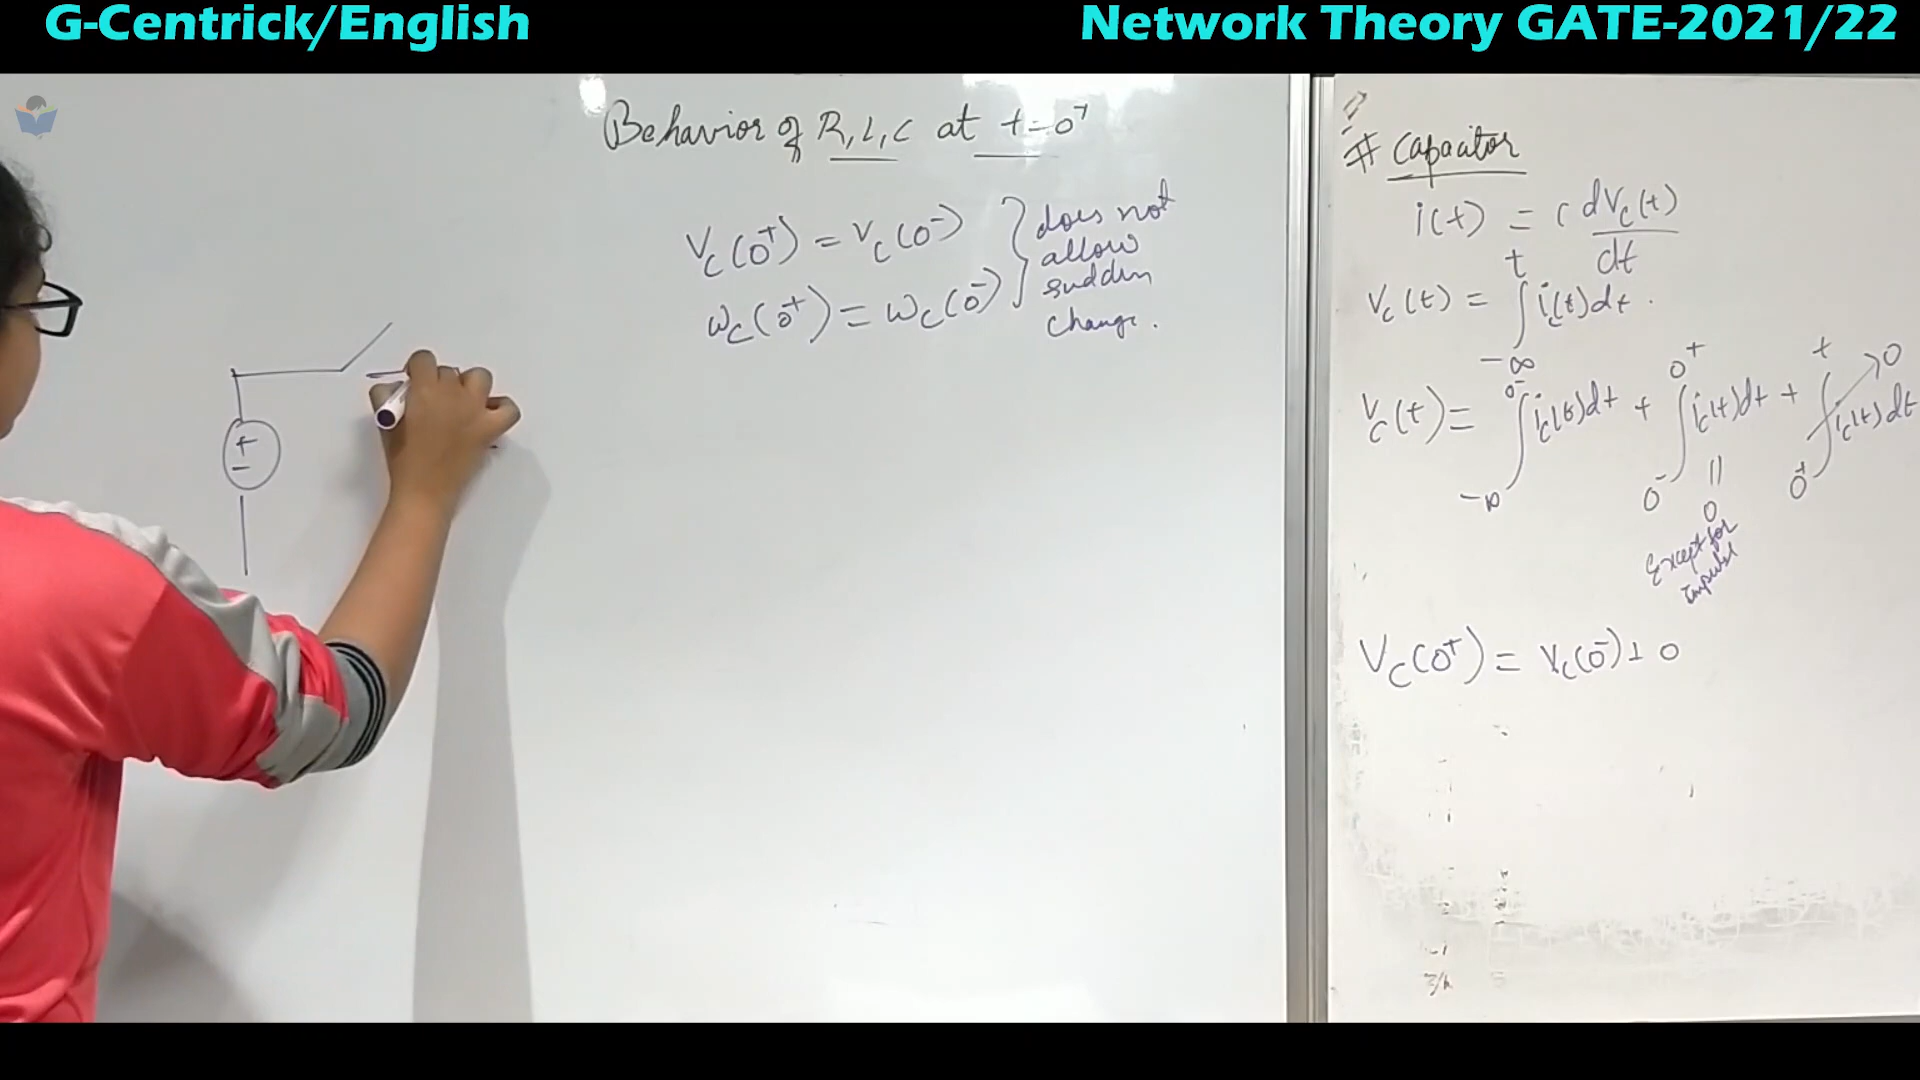 G-Centrick/English
Network Theory GATE-2021/22
Behavior of R, L, C at t=0⁺
V_C(0⁺) = V_C(0⁻)
W_C(0⁺) = W_C(0⁻)
} does not
allow
sudden
change.
+
−
# Capacitor
i(t) = C dV_C(t)/dt
V_C(t) = ∫_{-∞}^{t} i_C(t)dt.
V_C(t) = ∫_{-∞}^{0⁻} i_C(t)dt + ∫_{0⁻}^{0⁺} i_C(t)dt + ∫_{0⁺}^{t} i_C(t)dt → 0
||
0
Except for
impulse
V_C(0⁺) = V_C(0⁻) + 0